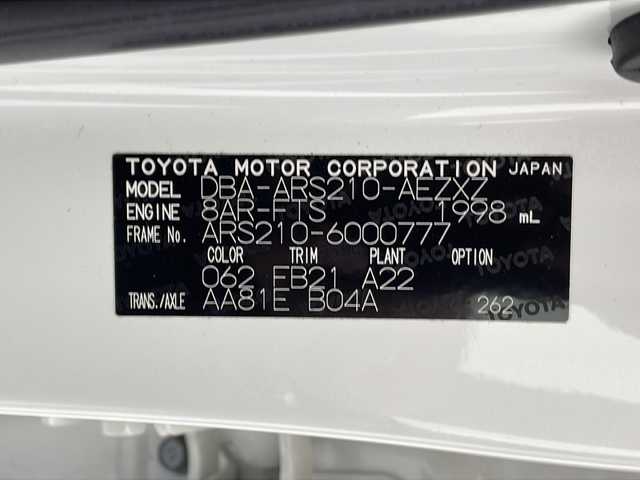 TOYOTA MOTOR CORPORATION JAPAN
MODEL DBA-ARS210-AEZXZ
ENGINE 8AR-FTS 1998 mL
FRAME No. ARS210-6000777
COLOR TRIM PLANT OPTION
062 EB21 A22
TRANS./AXLE AA81E B04A 262